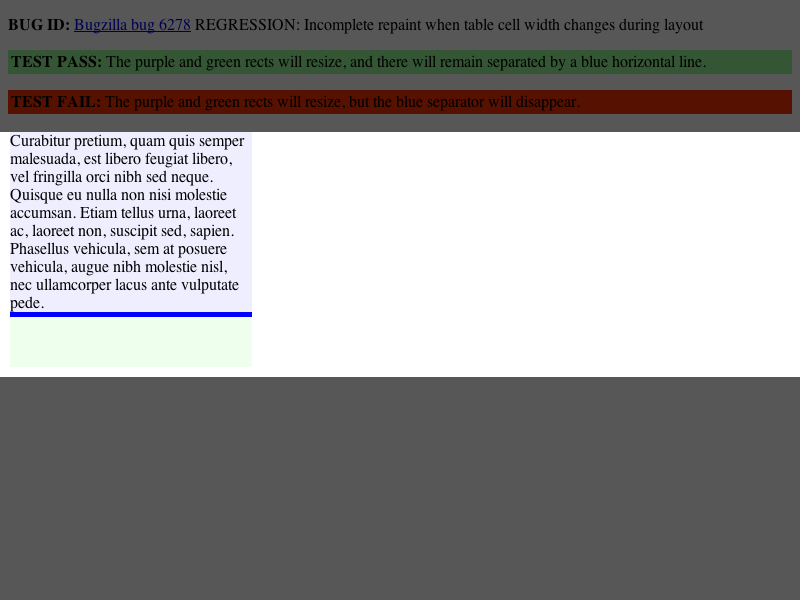 BUG ID: Bugzilla bug 6278 REGRESSION: Incomplete repaint when table cell width changes during layout
TEST PASS: The purple and green rects will resize, and there will remain separated by a blue horizontal line.
TEST FAIL: The purple and green rects will resize, but the blue separator will disappear.
Curabitur pretium, quam quis semper
malesuada, est libero feugiat libero,
vel fringilla orci nibh sed neque.
Quisque eu nulla non nisi molestie
accumsan. Etiam tellus urna, laoreet
ac, laoreet non, suscipit sed, sapien.
Phasellus vehicula, sem at posuere
vehicula, augue nibh molestie nisl,
nec ullamcorper lacus ante vulputate
pede.